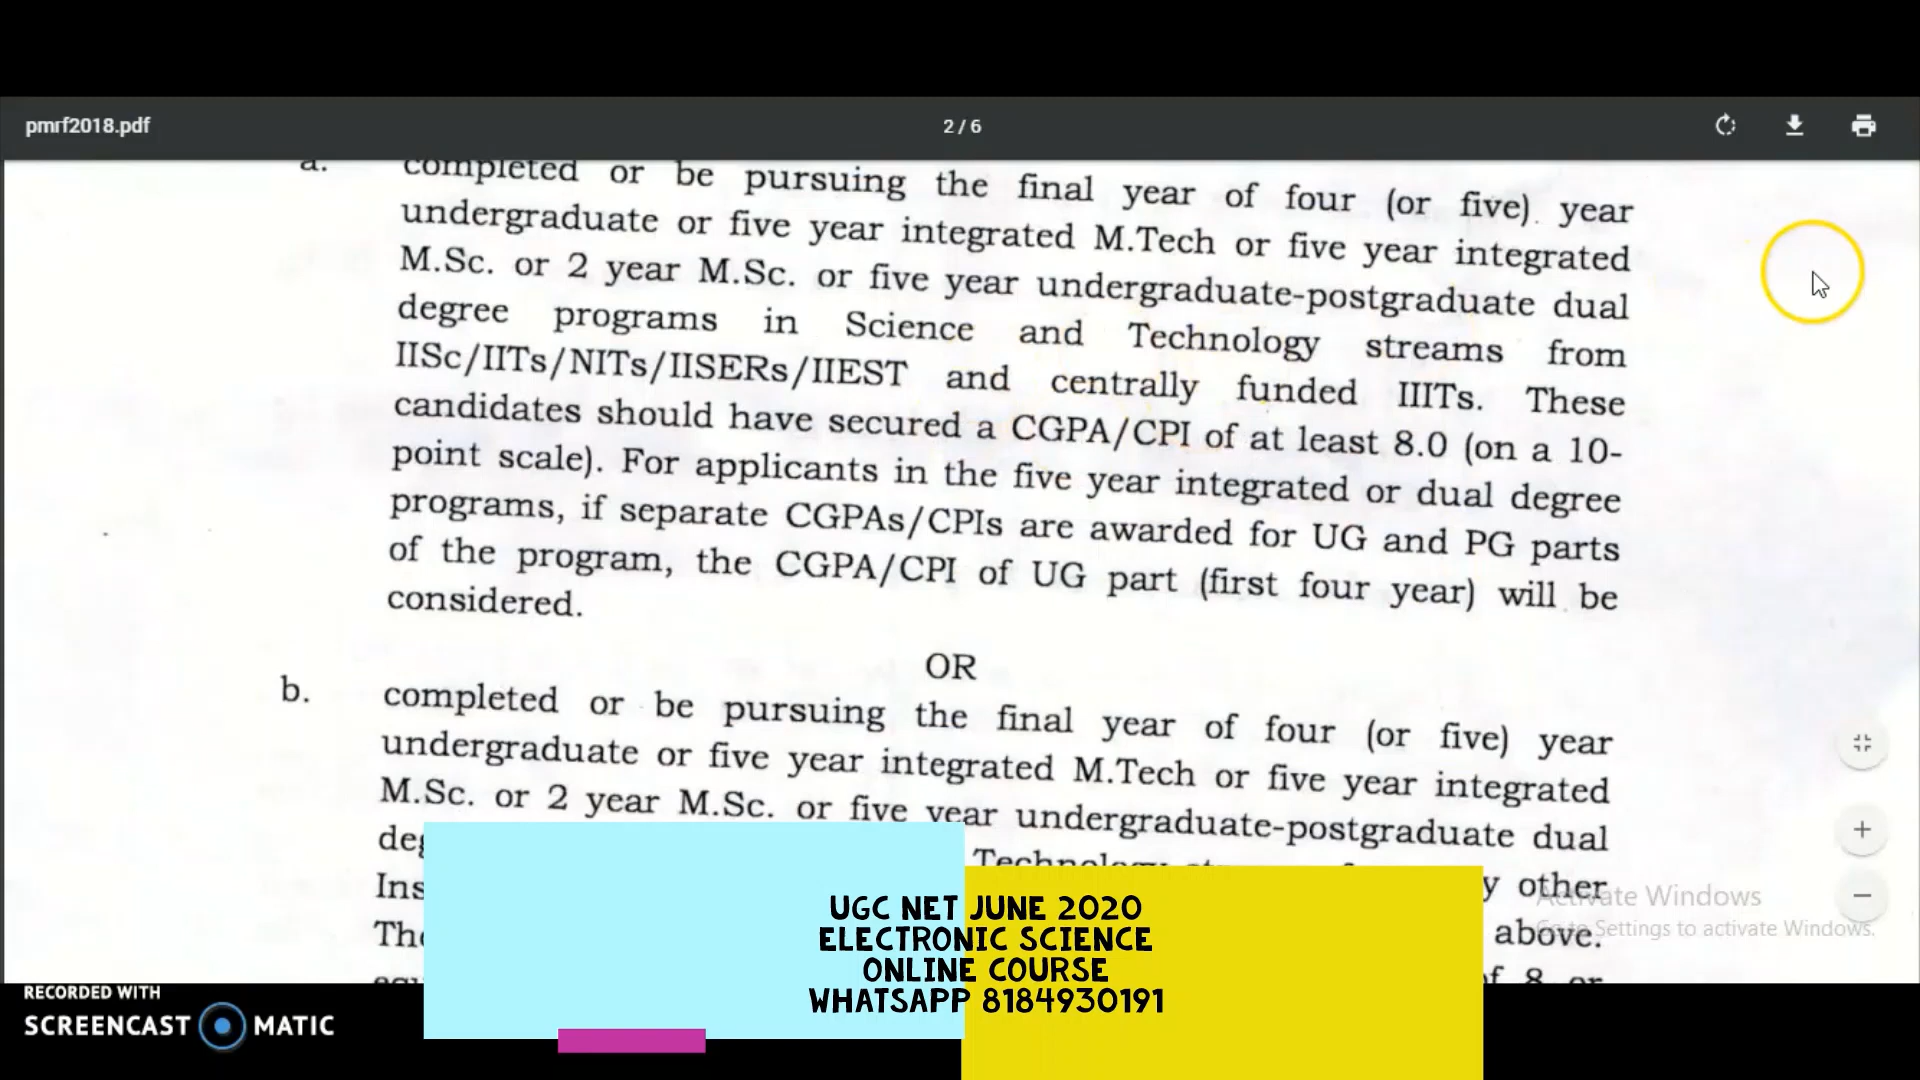 pmrf2018.pdf
2 / 6
a. completed or be pursuing the final year of four (or five) year
undergraduate or five year integrated M.Tech or five year integrated
M.Sc. or 2 year M.Sc. or five year undergraduate-postgraduate dual
degree programs in Science and Technology streams from
IISc/IITs/NITs/IISERs/IIEST and centrally funded IIITs. These
candidates should have secured a CGPA/CPI of at least 8.0 (on a 10-
point scale). For applicants in the five year integrated or dual degree
programs, if separate CGPAs/CPIs are awarded for UG and PG parts
of the program, the CGPA/CPI of UG part (first four year) will be
considered.
OR
b. completed or be pursuing the final year of four (or five) year
undergraduate or five year integrated M.Tech or five year integrated
M.Sc. or 2 year M.Sc. or five year undergraduate-postgraduate dual
Technology
other
above.
8 or
Activate Windows
Go to Settings to activate Windows.
UGC NET JUNE 2020
ELECTRONIC SCIENCE
ONLINE COURSE
WHATSAPP 8184930191
RECORDED WITH
SCREENCAST MATIC